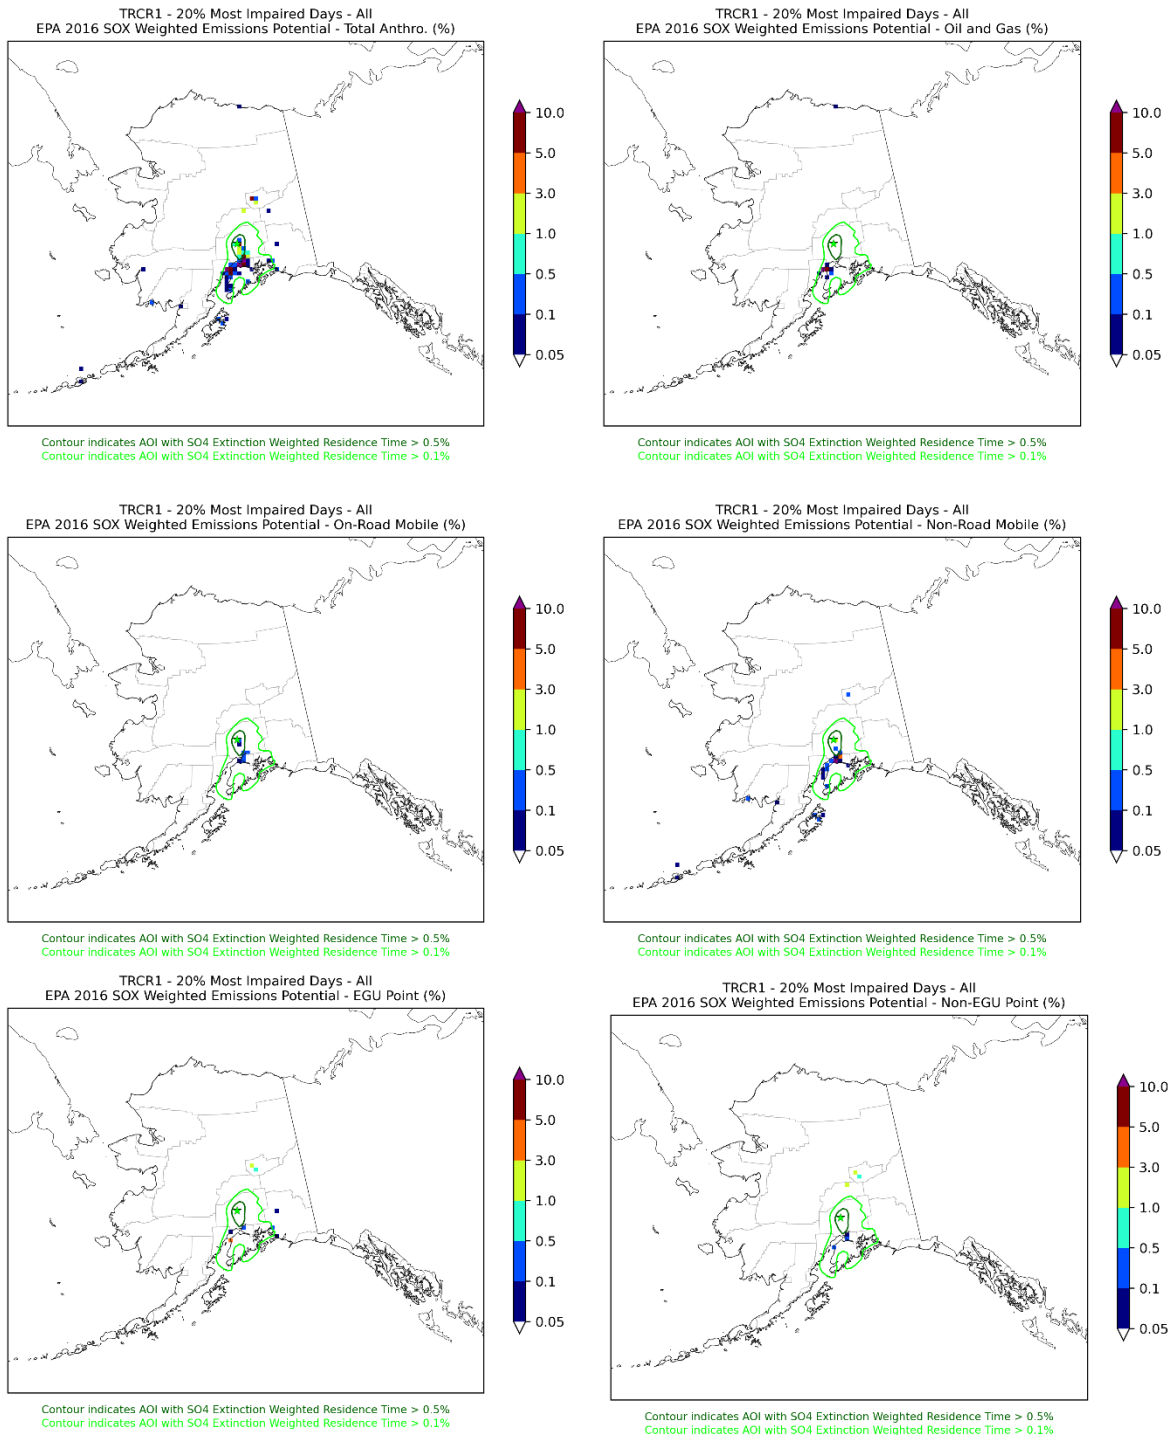 TRCR1 - 20% Most Impaired Days - All
EPA 2016 SOX Weighted Emissions Potential - Total Anthro. (%)
10.0
5.0
3.0
1.0
0.5
0.1
0.05
Contour indicates AOI with SO4 Extinction Weighted Residence Time > 0.5%
Contour indicates AOI with SO4 Extinction Weighted Residence Time > 0.1%
TRCR1 - 20% Most Impaired Days - All
EPA 2016 SOX Weighted Emissions Potential - Oil and Gas (%)
10.0
5.0
3.0
1.0
0.5
0.1
0.05
Contour indicates AOI with SO4 Extinction Weighted Residence Time > 0.5%
Contour indicates AOI with SO4 Extinction Weighted Residence Time > 0.1%
TRCR1 - 20% Most Impaired Days - All
EPA 2016 SOX Weighted Emissions Potential - On-Road Mobile (%)
10.0
5.0
3.0
1.0
0.5
0.1
0.05
Contour indicates AOI with SO4 Extinction Weighted Residence Time > 0.5%
Contour indicates AOI with SO4 Extinction Weighted Residence Time > 0.1%
TRCR1 - 20% Most Impaired Days - All
EPA 2016 SOX Weighted Emissions Potential - Non-Road Mobile (%)
10.0
5.0
3.0
1.0
0.5
0.1
0.05
Contour indicates AOI with SO4 Extinction Weighted Residence Time > 0.5%
Contour indicates AOI with SO4 Extinction Weighted Residence Time > 0.1%
TRCR1 - 20% Most Impaired Days - All
EPA 2016 SOX Weighted Emissions Potential - EGU Point (%)
10.0
5.0
3.0
1.0
0.5
0.1
0.05
Contour indicates AOI with SO4 Extinction Weighted Residence Time > 0.5%
Contour indicates AOI with SO4 Extinction Weighted Residence Time > 0.1%
TRCR1 - 20% Most Impaired Days - All
EPA 2016 SOX Weighted Emissions Potential - Non-EGU Point (%)
10.0
5.0
3.0
1.0
0.5
0.1
0.05
Contour indicates AOI with SO4 Extinction Weighted Residence Time > 0.5%
Contour indicates AOI with SO4 Extinction Weighted Residence Time > 0.1%